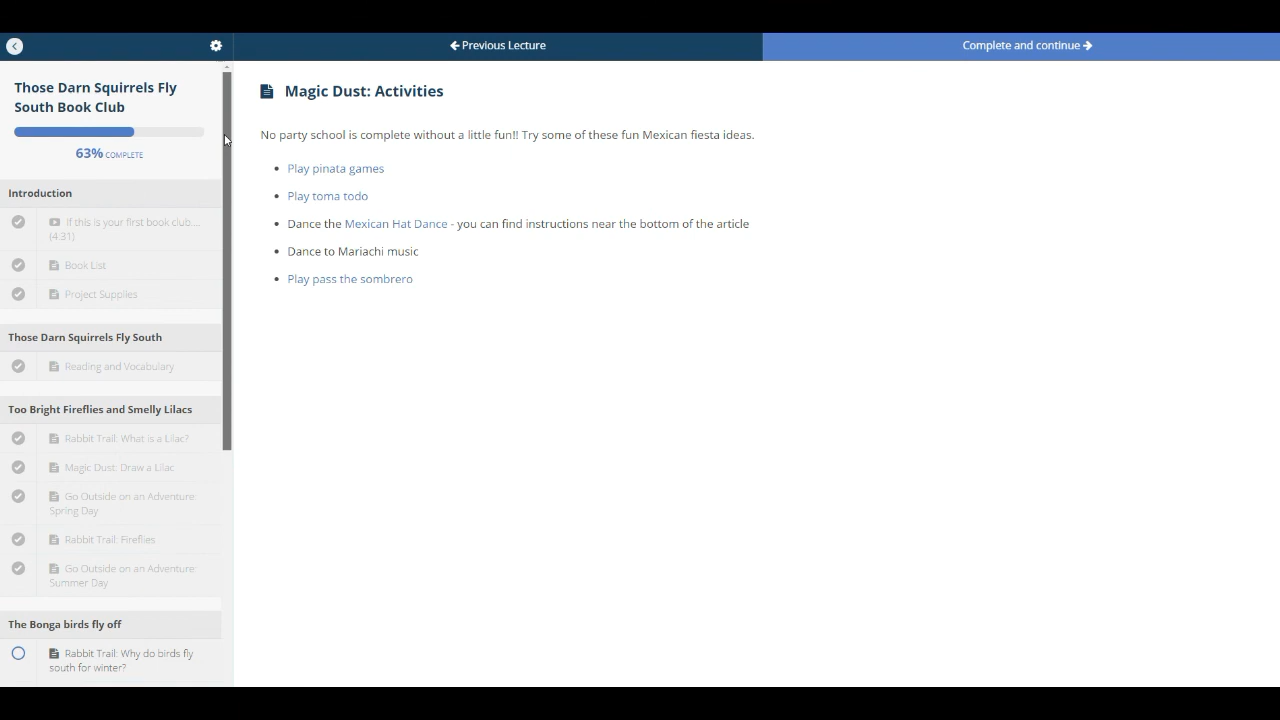 Previous Lecture
Complete and continue
Those Darn Squirrels Fly
South Book Club
63% COMPLETE
Introduction
If this is your first book club....
(4:31)
Book List
Project Supplies
Those Darn Squirrels Fly South
Reading and Vocabulary
Too Bright Fireflies and Smelly Lilacs
Rabbit Trail: What is a Lilac?
Magic Dust: Draw a Lilac
Go Outside on an Adventure:
Spring Day
Rabbit Trail: Fireflies
Go Outside on an Adventure:
Summer Day
The Bonga birds fly off
Rabbit Trail: Why do birds fly
south for winter?
Magic Dust: Activities
No party school is complete without a little fun!! Try some of these fun Mexican fiesta ideas.
Play pinata games
Play toma todo
Dance the Mexican Hat Dance - you can find instructions near the bottom of the article
Dance to Mariachi music
Play pass the sombrero